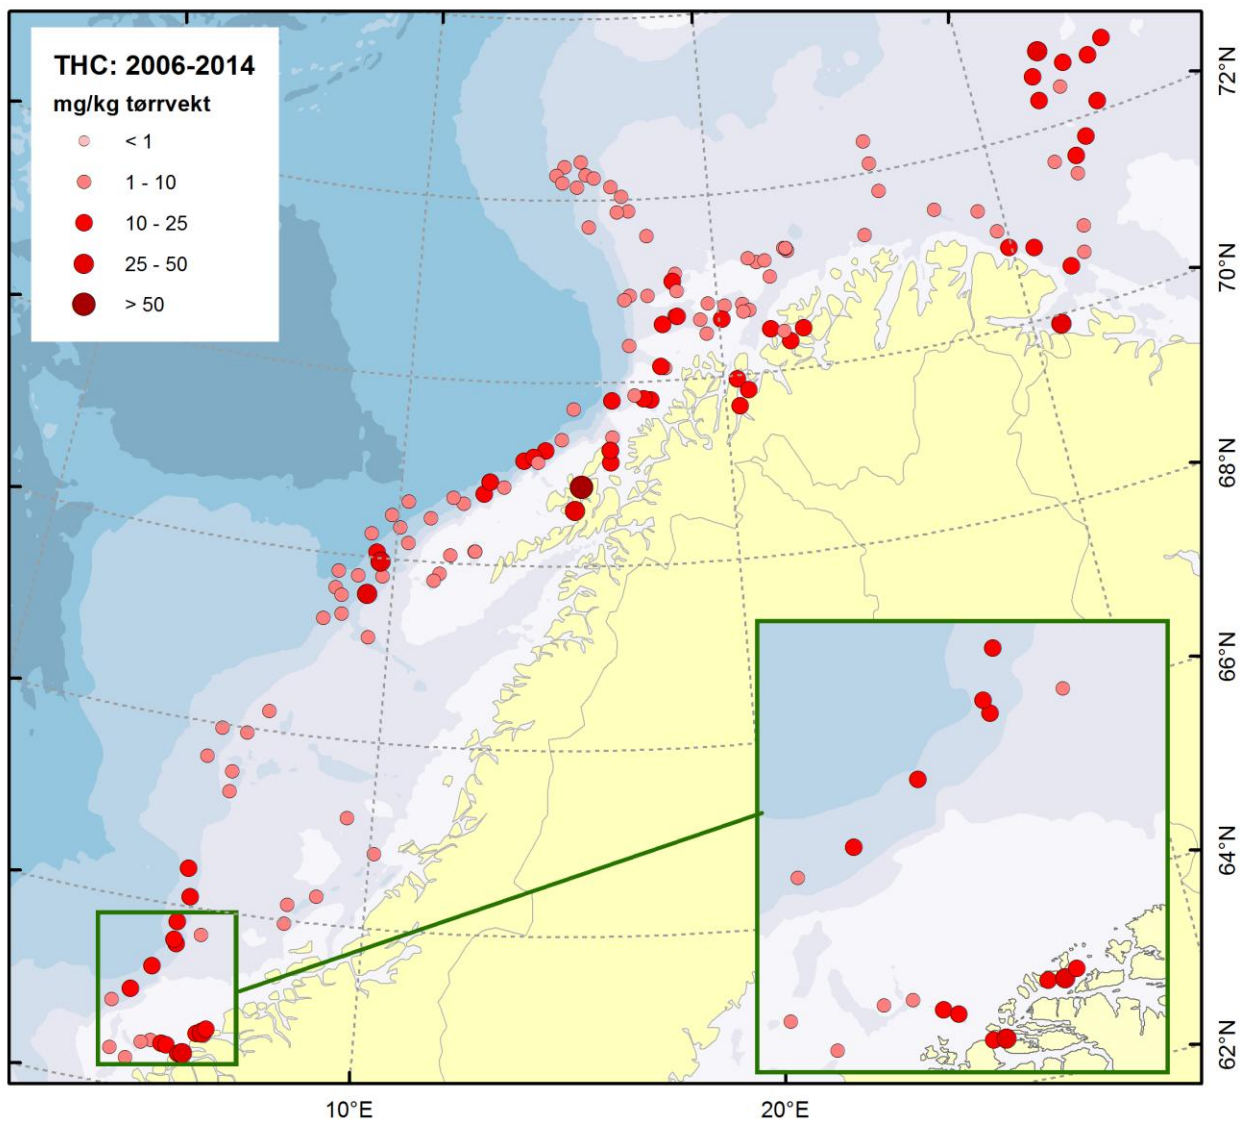 THC: 2006-2014
mg/kg tørrvekt
< 1
1 - 10
10 - 25
25 - 50
> 50
72°N
70°N
68°N
66°N
64°N
62°N
10°E
20°E